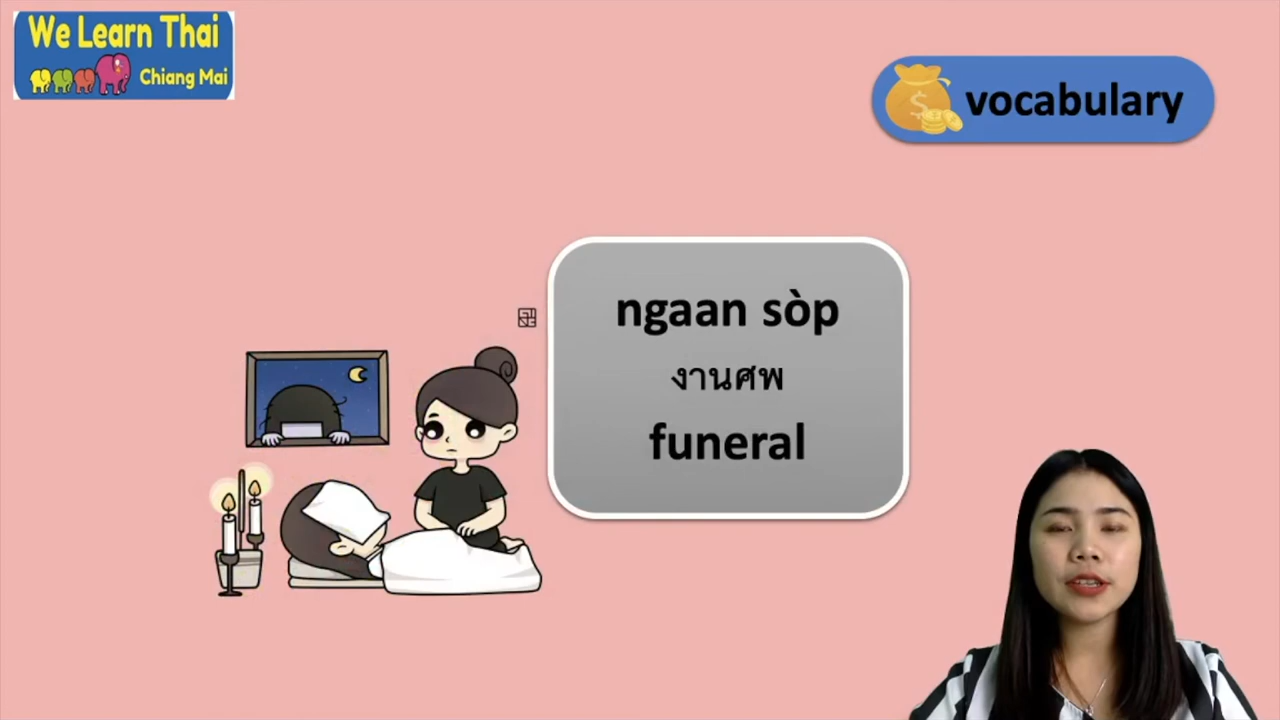 We Learn Thai
Chiang Mai
vocabulary
ngaan sòp
งานศพ
funeral